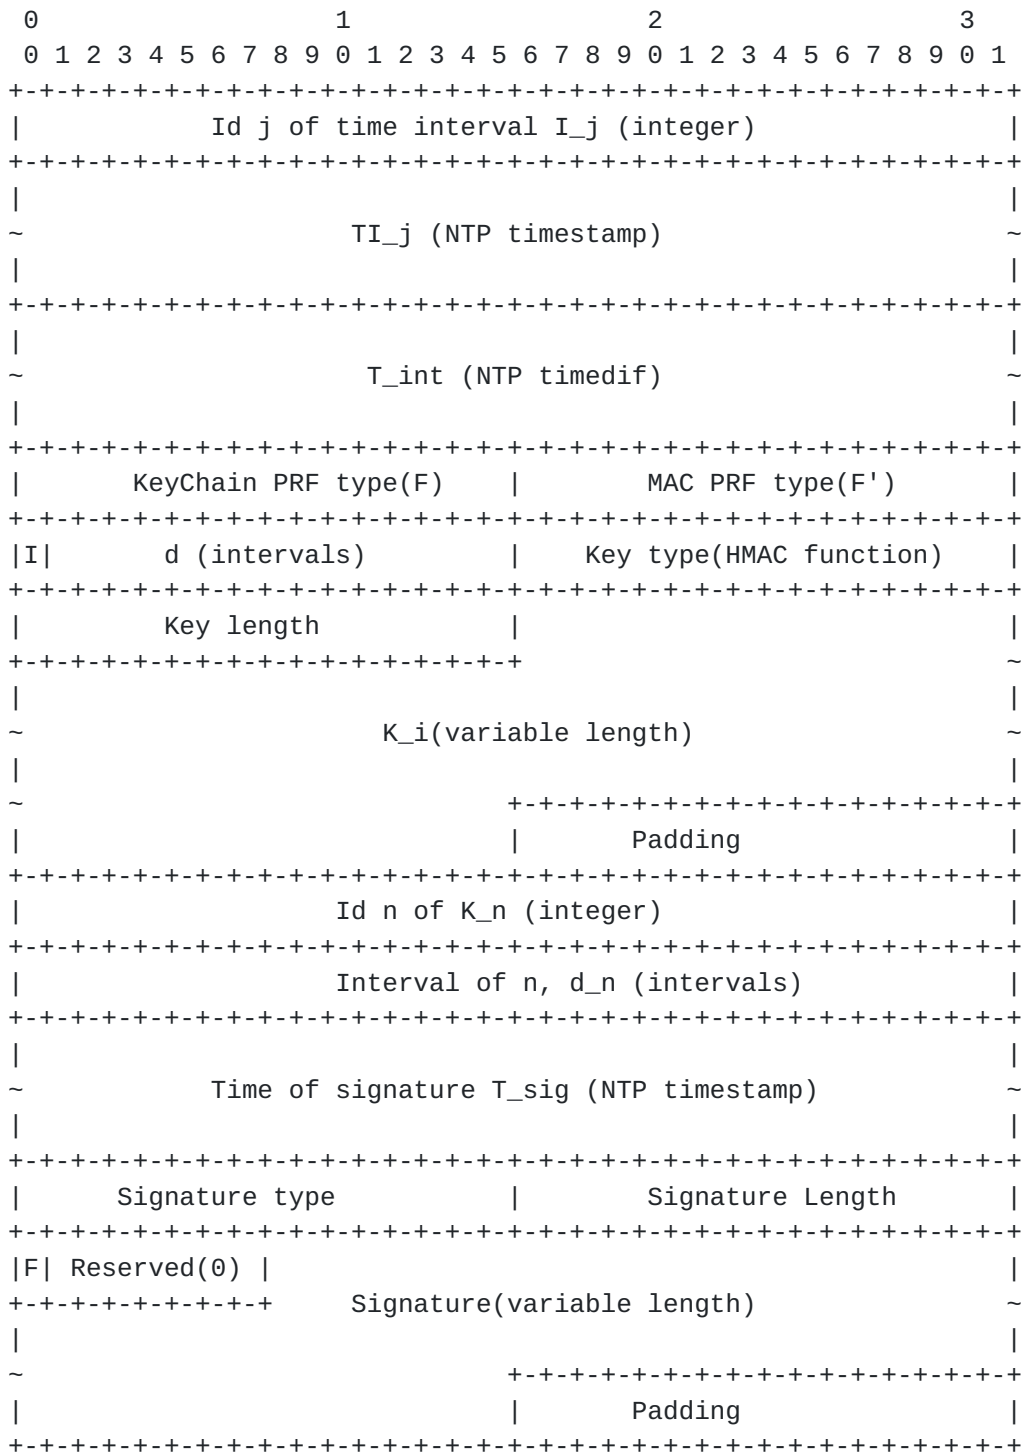 0                   1                   2                   3
 0 1 2 3 4 5 6 7 8 9 0 1 2 3 4 5 6 7 8 9 0 1 2 3 4 5 6 7 8 9 0 1
+-+-+-+-+-+-+-+-+-+-+-+-+-+-+-+-+-+-+-+-+-+-+-+-+-+-+-+-+-+-+-+-+
|            Id j of time interval I_j (integer)                |
+-+-+-+-+-+-+-+-+-+-+-+-+-+-+-+-+-+-+-+-+-+-+-+-+-+-+-+-+-+-+-+-+
|                                                               |
~                     TI_j (NTP timestamp)                      ~
|                                                               |
+-+-+-+-+-+-+-+-+-+-+-+-+-+-+-+-+-+-+-+-+-+-+-+-+-+-+-+-+-+-+-+-+
|                                                               |
~                      T_int (NTP timedif)                      ~
|                                                               |
+-+-+-+-+-+-+-+-+-+-+-+-+-+-+-+-+-+-+-+-+-+-+-+-+-+-+-+-+-+-+-+-+
|       KeyChain PRF type(F)    |        MAC PRF type(F')       |
+-+-+-+-+-+-+-+-+-+-+-+-+-+-+-+-+-+-+-+-+-+-+-+-+-+-+-+-+-+-+-+-+
|I|       d (intervals)         |    Key type(HMAC function)    |
+-+-+-+-+-+-+-+-+-+-+-+-+-+-+-+-+-+-+-+-+-+-+-+-+-+-+-+-+-+-+-+-+
|         Key length            |                               |
+-+-+-+-+-+-+-+-+-+-+-+-+-+-+-+-+                               ~
|                                                               |
~                       K_i(variable length)                    ~
|                                                               |
~                               +-+-+-+-+-+-+-+-+-+-+-+-+-+-+-+-+
|                               |       Padding                 |
+-+-+-+-+-+-+-+-+-+-+-+-+-+-+-+-+-+-+-+-+-+-+-+-+-+-+-+-+-+-+-+-+
|                    Id n of K_n (integer)                      |
+-+-+-+-+-+-+-+-+-+-+-+-+-+-+-+-+-+-+-+-+-+-+-+-+-+-+-+-+-+-+-+-+
|                    Interval of n, d_n (intervals)             |
+-+-+-+-+-+-+-+-+-+-+-+-+-+-+-+-+-+-+-+-+-+-+-+-+-+-+-+-+-+-+-+-+
|                                                               |
~            Time of signature T_sig (NTP timestamp)            ~
|                                                               |
+-+-+-+-+-+-+-+-+-+-+-+-+-+-+-+-+-+-+-+-+-+-+-+-+-+-+-+-+-+-+-+-+
|      Signature type           |        Signature Length       |
+-+-+-+-+-+-+-+-+-+-+-+-+-+-+-+-+-+-+-+-+-+-+-+-+-+-+-+-+-+-+-+-+
|F| Reserved(0) |                                               |
+-+-+-+-+-+-+-+-+     Signature(variable length)                ~
|                                                               |
~                               +-+-+-+-+-+-+-+-+-+-+-+-+-+-+-+-+
|                               |       Padding                 |
+-+-+-+-+-+-+-+-+-+-+-+-+-+-+-+-+-+-+-+-+-+-+-+-+-+-+-+-+-+-+-+-+